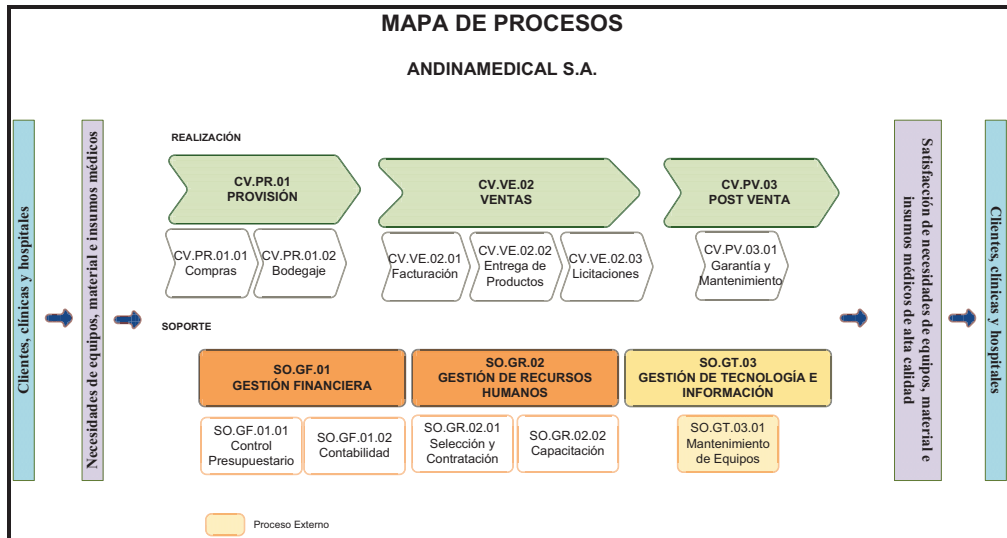 MAPA DE PROCESOS
ANDINAMEDICAL S.A.
Clientes, clínicas y hospitales
Necesidades de equipos, material e insumos médicos
REALIZACIÓN
CV.PR.01
PROVISIÓN
CV.VE.02
VENTAS
CV.PV.03
POST VENTA
CV.PR.01.01
Compras
CV.PR.01.02
Bodegaje
CV.VE.02.01
Facturación
CV.VE.02.02
Entrega de
Productos
CV.VE.02.03
Licitaciones
CV.PV.03.01
Garantía y
Mantenimiento
SOPORTE
SO.GF.01
GESTIÓN FINANCIERA
SO.GR.02
GESTIÓN DE RECURSOS
HUMANOS
SO.GT.03
GESTIÓN DE TECNOLOGÍA E
INFORMACIÓN
SO.GF.01.01
Control
Presupuestario
SO.GF.01.02
Contabilidad
SO.GR.02.01
Selección y
Contratación
SO.GR.02.02
Capacitación
SO.GT.03.01
Mantenimiento
de Equipos
Proceso Externo
Satisfacción de necesidades de equipos, material e
insumos médicos de alta calidad
Clientes, clínicas y hospitales